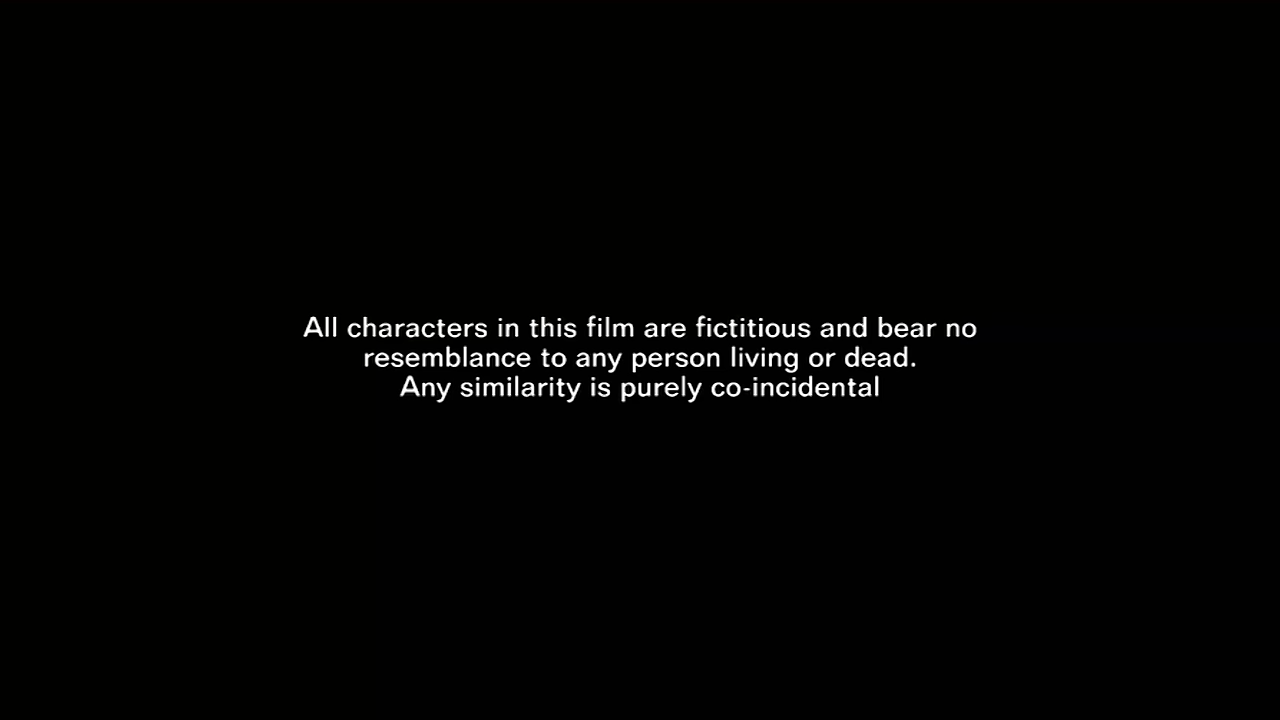 All characters in this film are fictitious and bear no
resemblance to any person living or dead.
Any similarity is purely co-incidental